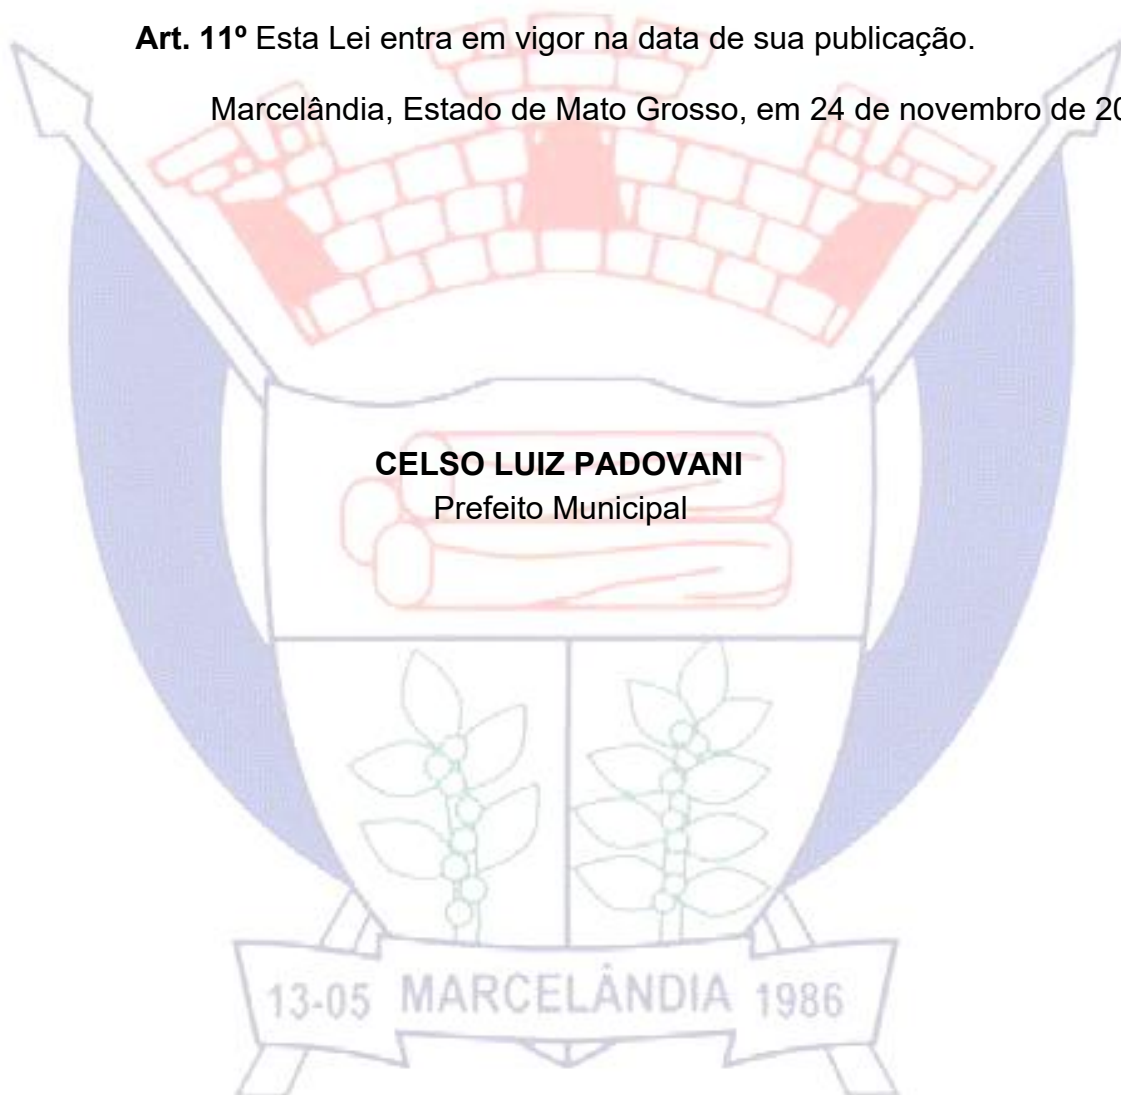 Art. 11º Esta Lei entra em vigor na data de sua publicação.
Marcelândia, Estado de Mato Grosso, em 24 de novembro de 20
CELSO LUIZ PADOVANI
Prefeito Municipal
13-05 MARCELÂNDIA 1986